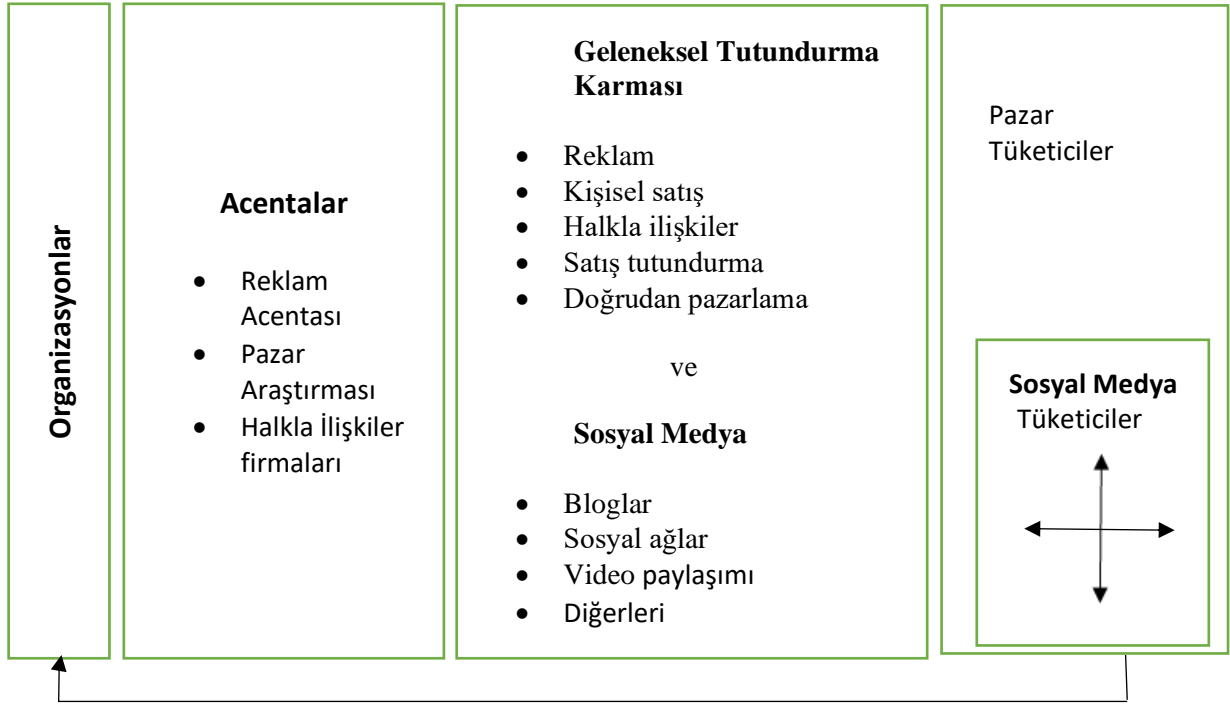 Organizasyonlar
Acentalar
• Reklam
Acentası
• Pazar
Araştırması
• Halkla İlişkiler
firmaları
Geleneksel Tutundurma
Karması
• Reklam
• Kişisel satış
• Halkla ilişkiler
• Satış tutundurma
• Doğrudan pazarlama
ve
Sosyal Medya
• Bloglar
• Sosyal ağlar
• Video paylaşımı
• Diğerleri
Pazar
Tüketiciler
Sosyal Medya
Tüketiciler